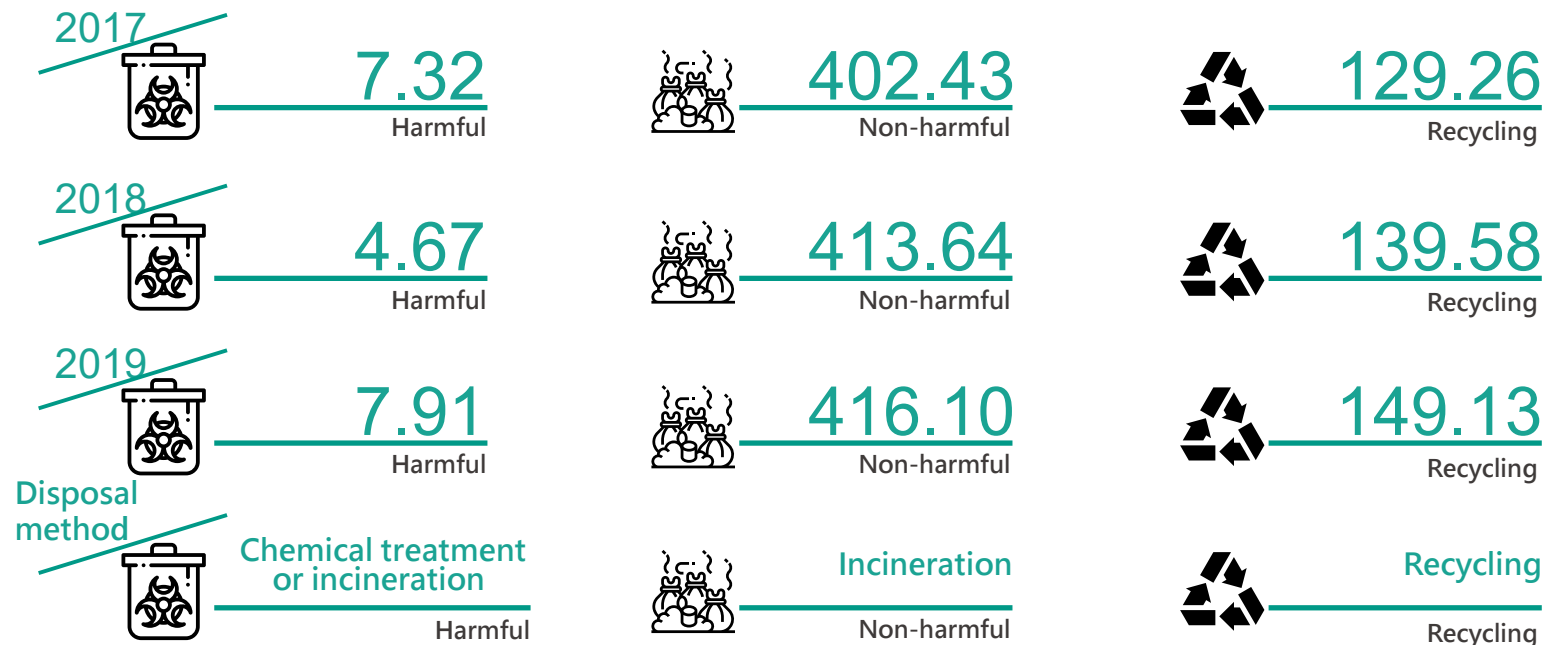 2017
7.32
402.43
129.26
Harmful
Non-harmful
Recycling
2018
4.67
413.64
139.58
Harmful
Non-harmful
Recycling
2019
7.91
416.10
149.13
Harmful
Non-harmful
Recycling
Disposal
method
Chemical treatment
or incineration
Incineration
Recycling
Harmful
Non-harmful
Recycling